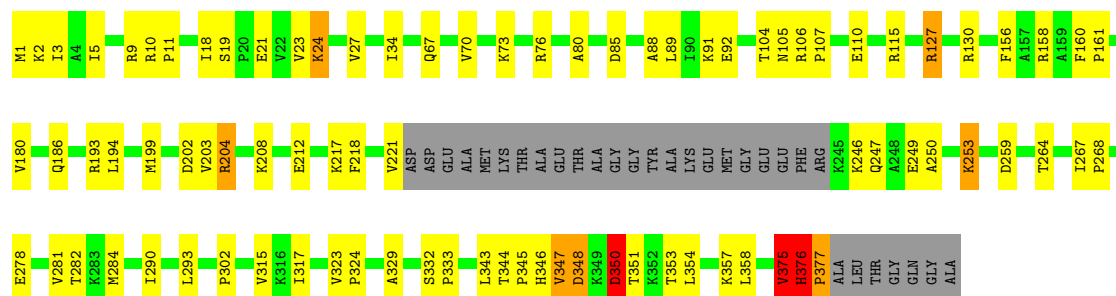 M1 K2 I3 A4 I5 R9 R10 P11 I18 S19 P20 E21 V22 V23 K24 V27 I34 Q67 V70 K73 R76 A80 D85 A88 L89 I90 K91 E92 T104 N105 R106 P107 E110 R115 R127 R130 F156 A157 R158 A159 F160 P161
V180 Q186 R193 L194 M199 D202 V203 R204 K208 E212 K217 F218 V221 ASP ASP GLU ALA MET LYS THR ALA GLU THR ALA GLY GLY TYR ALA LYS GLU MET GLY GLU GLU PHE ARG K245 K246 Q247 A248 E249 A250 K253 D259 T264 I267 P268
E278 V281 T282 K283 M284 I290 L293 P302 V315 K316 I317 V323 P324 A329 S332 P333 L343 T344 P345 H346 V347 D348 K349 D350 T351 K352 T353 L354 K357 L358 V375 H376 P377 ALA LEU THR GLY GLN GLY ALA